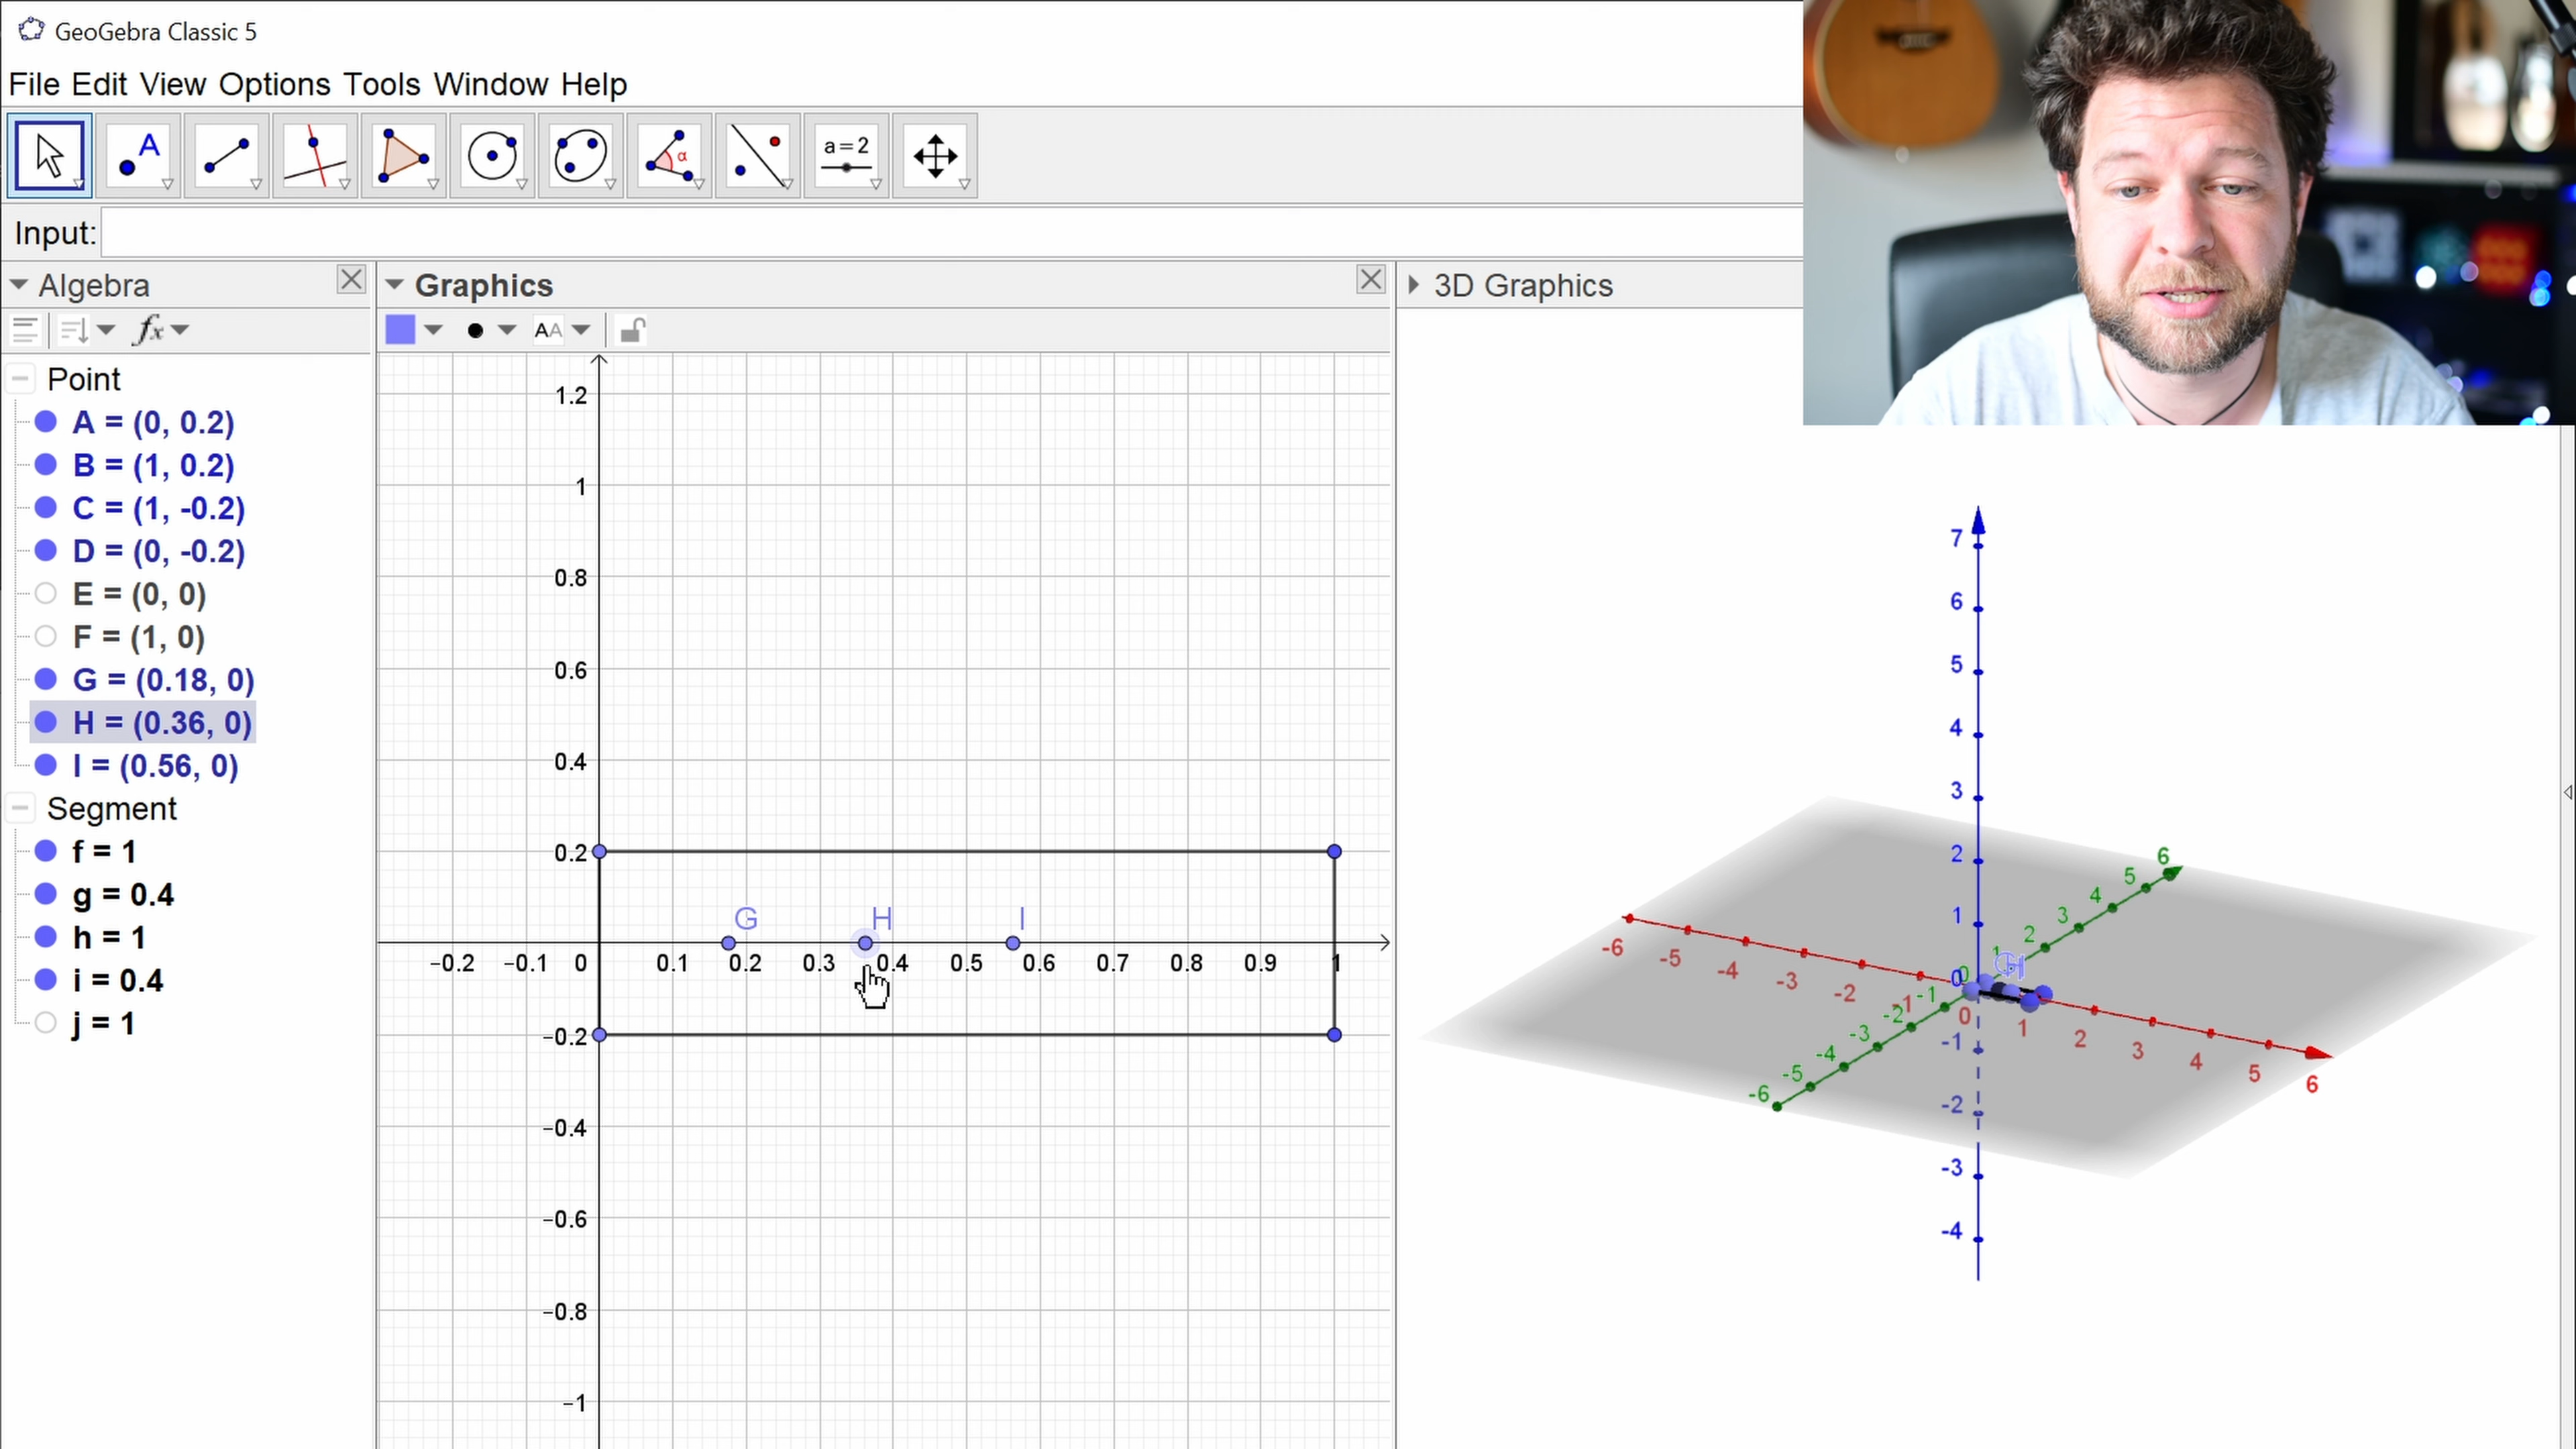 GeoGebra Classic 5
File Edit View Options Tools Window Help
A
α
a = 2
Input:
Algebra
Graphics
3D Graphics
fx
AA
Point
A = (0, 0.2)
B = (1, 0.2)
C = (1, -0.2)
D = (0, -0.2)
E = (0, 0)
F = (1, 0)
G = (0.18, 0)
H = (0.36, 0)
I = (0.56, 0)
Segment
f = 1
g = 0.4
h = 1
i = 0.4
j = 1
1.2
1
0.8
0.6
0.4
0.2
G H I
−0.2 −0.1 0 0.1 0.2 0.3 0.4 0.5 0.6 0.7 0.8 0.9 1
−0.2
−0.4
−0.6
−0.8
−1
7
6
5
4
3
2
1
0
-1
-2
-3
-4
6
5
4
3
2
1
0
-1
-2
-3
-4
-5
-6
-6
-5
-4
-3
-2
-1
0
1
2
3
4
5
6